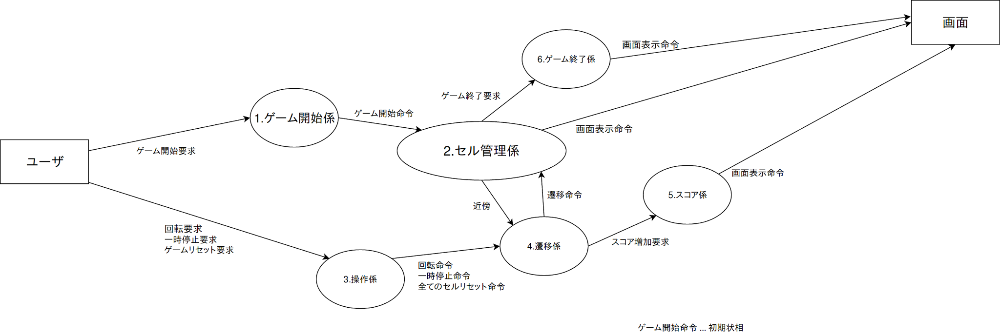 画面
画面表示命令
6.ゲーム終了係
ゲーム終了要求
1.ゲーム開始係
ゲーム開始命令
画面表示命令
ゲーム開始要求
2.セル管理係
ユーザ
画面表示命令
5.スコア係
遷移命令
近傍
回転要求
一時停止要求
ゲームリセット要求
スコア増加要求
4.遷移係
回転命令
一時停止命令
全てのセルリセット命令
3.操作係
ゲーム開始命令 ... 初期状相